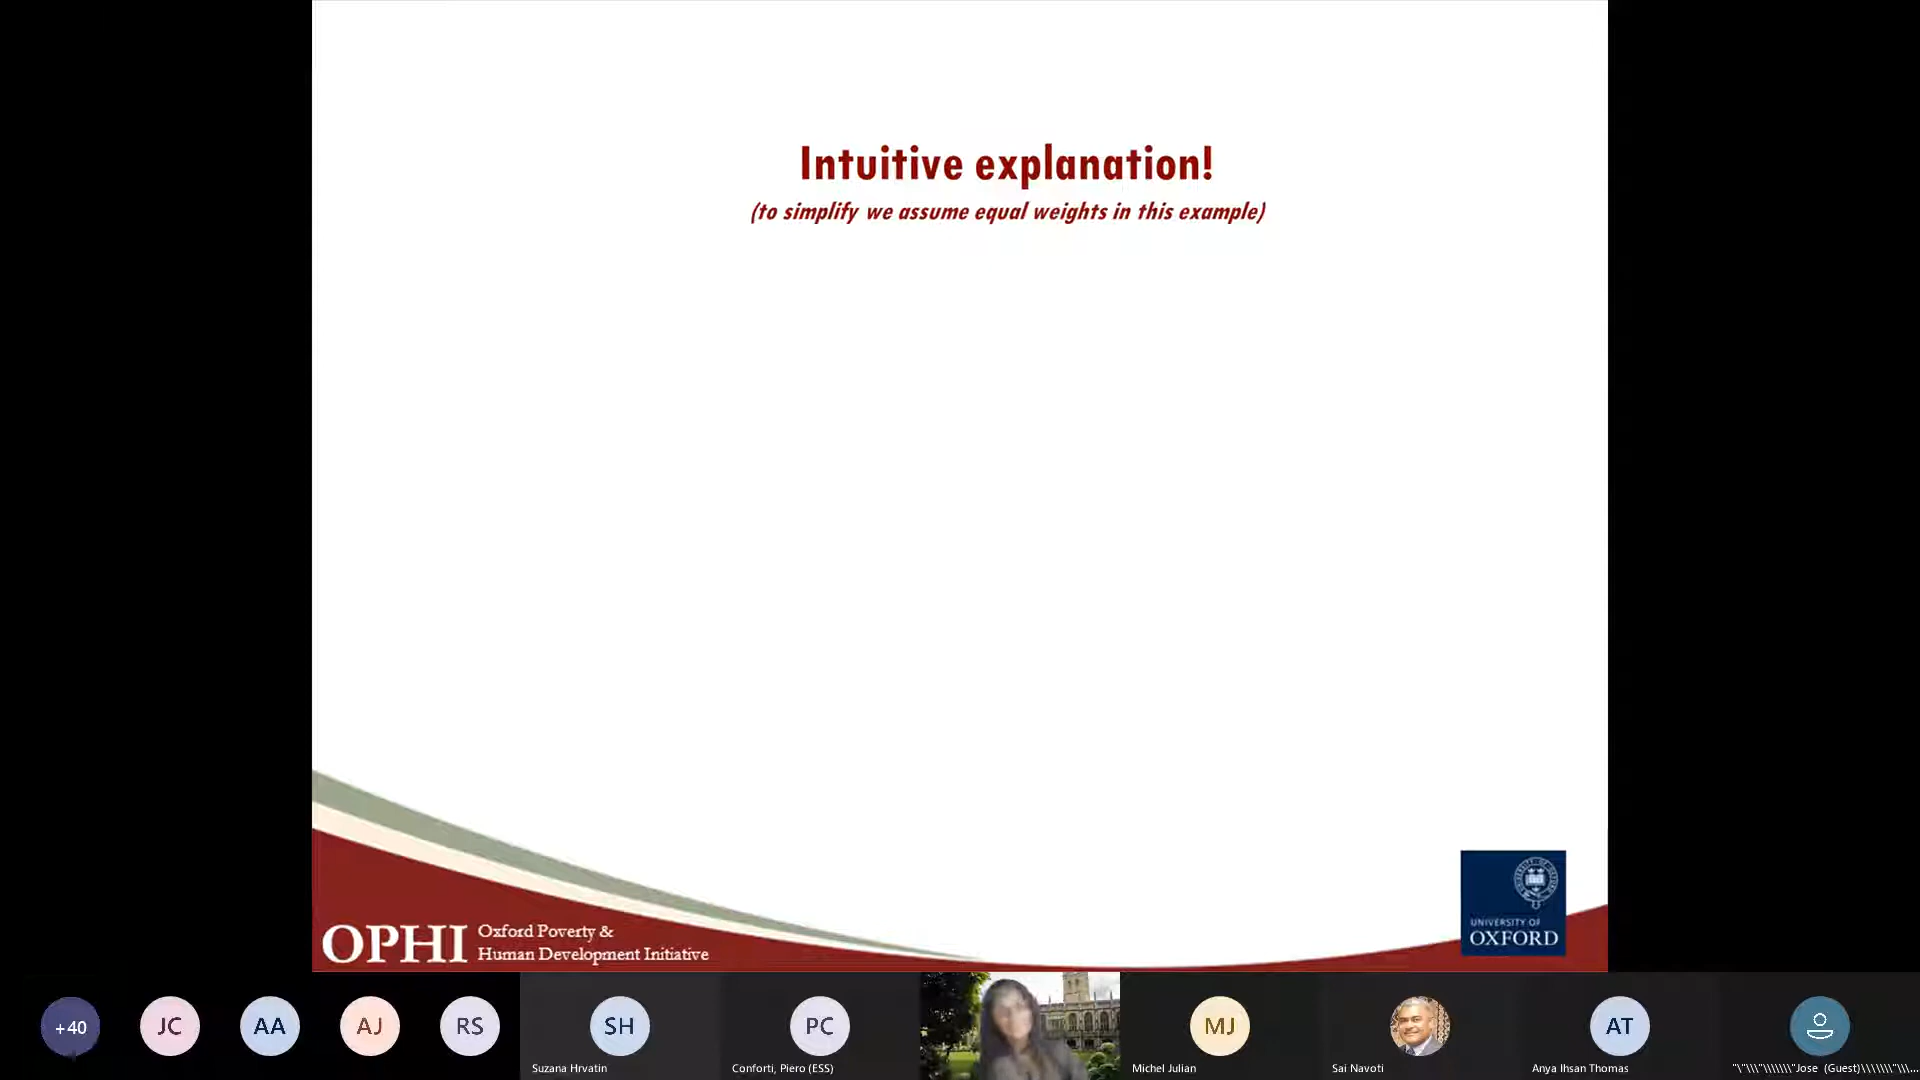 Intuitive explanation!
(to simplify we assume equal weights in this example)
OPHI
Oxford Poverty &
Human Development Initiative
UNIVERSITY OF
OXFORD
+40
JC
AA
AJ
RS
SH
Suzana Hrvatin
PC
Conforti, Piero (ESS)
MJ
Michel Julian
Sai Navoti
AT
Anya Ihsan Thomas
"\"\\\"\\\\\\\"Jose (Guest)\\\\\\\"\\\...